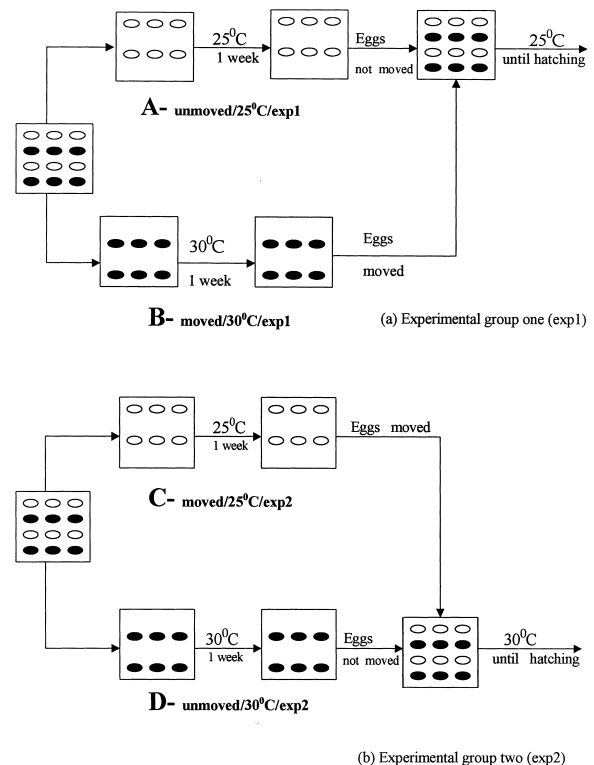 25⁰C
1 week
Eggs
not moved
25⁰C
until hatching
A- unmoved/25⁰C/exp1
30⁰C
1 week
Eggs
moved
B- moved/30⁰C/exp1
(a) Experimental group one (exp1)
25⁰C
1 week
Eggs moved
C- moved/25⁰C/exp2
30⁰C
1 week
Eggs
not moved
30⁰C
until hatching
D- unmoved/30⁰C/exp2
(b) Experimental group two (exp2)